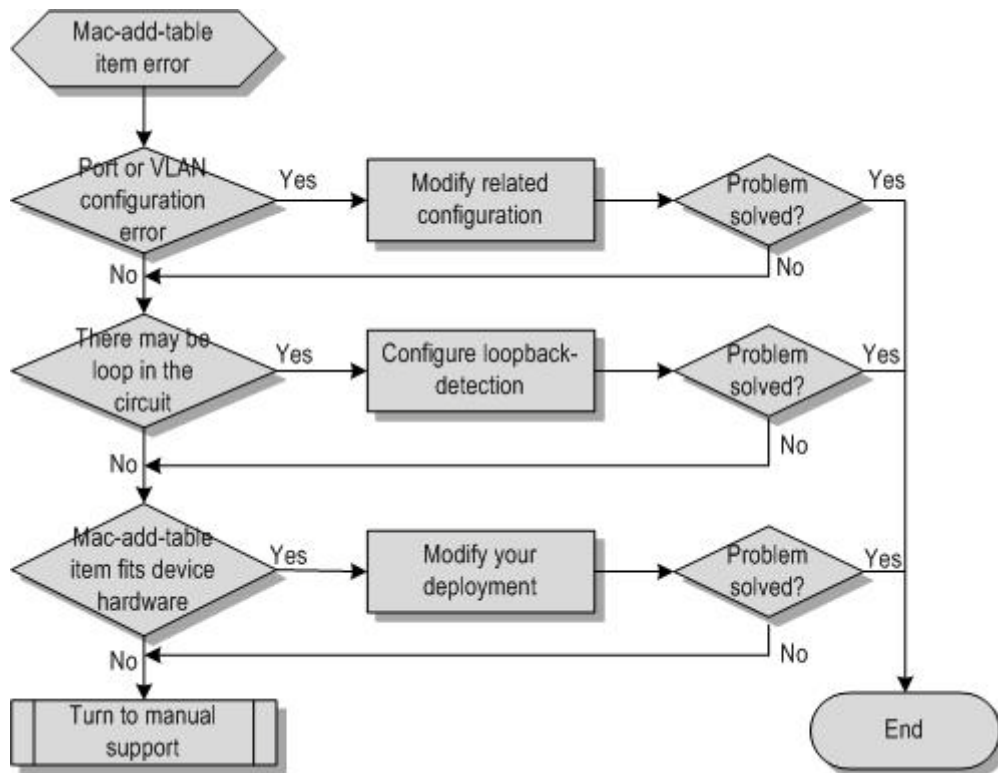 Mac-add-table
item error
Port or VLAN
configuration
error
Yes
Modify related
configuration
Problem
solved?
Yes
No
No
There may be
loop in the
circuit
Yes
Configure loopback-
detection
Problem
solved?
Yes
No
No
Mac-add-table
item fits device
hardware
Yes
Modify your
deployment
Problem
solved?
Yes
No
No
Turn to manual
support
End